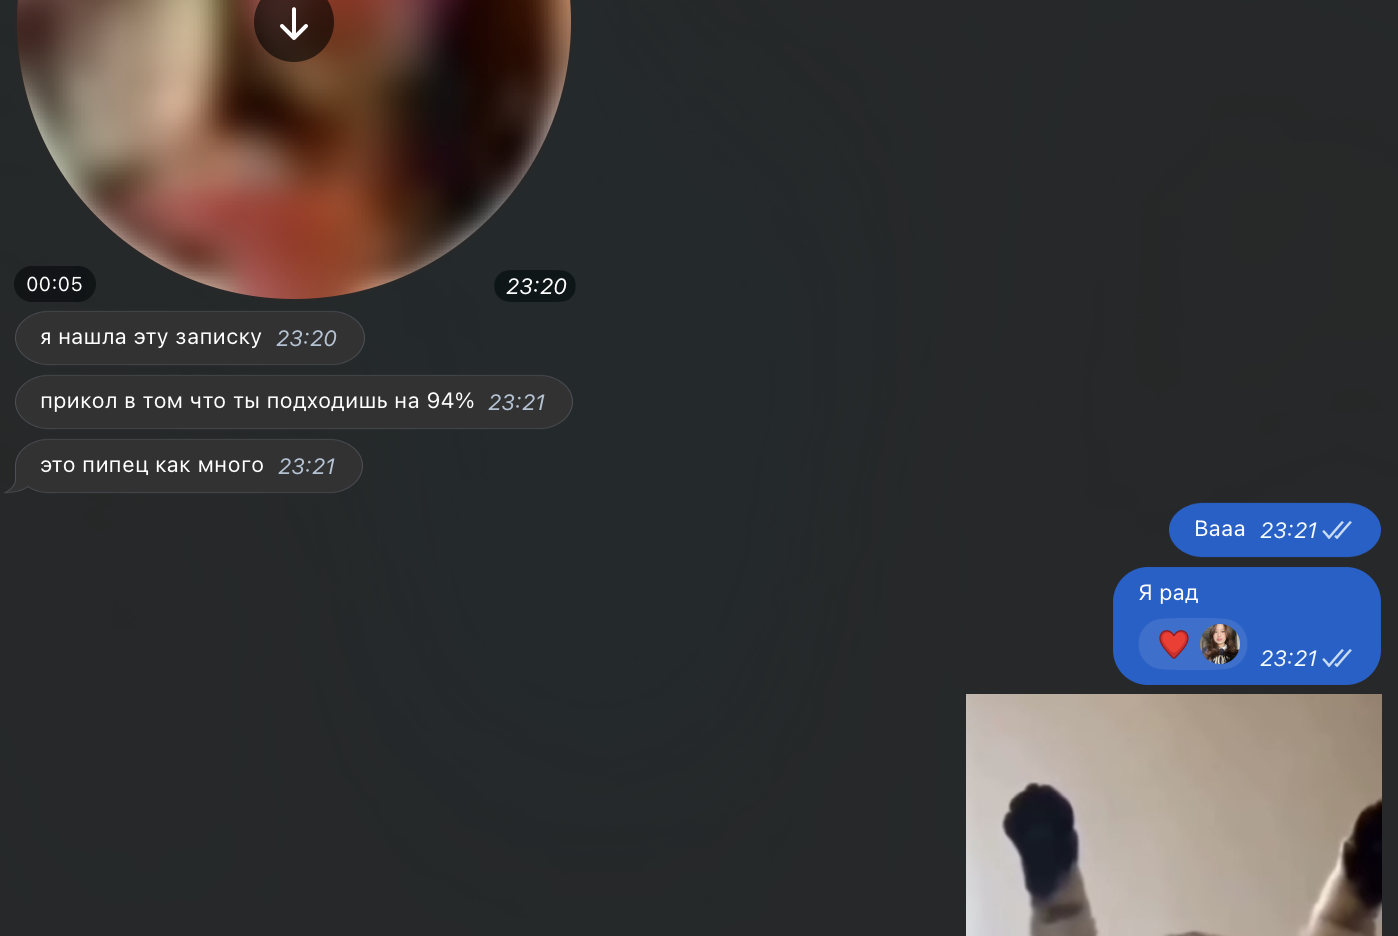 00:05
23:20
я нашла эту записку 23:20
прикол в том что ты подходишь на 94% 23:21
это пипец как много 23:21
Вааа 23:21
Я рад
23:21